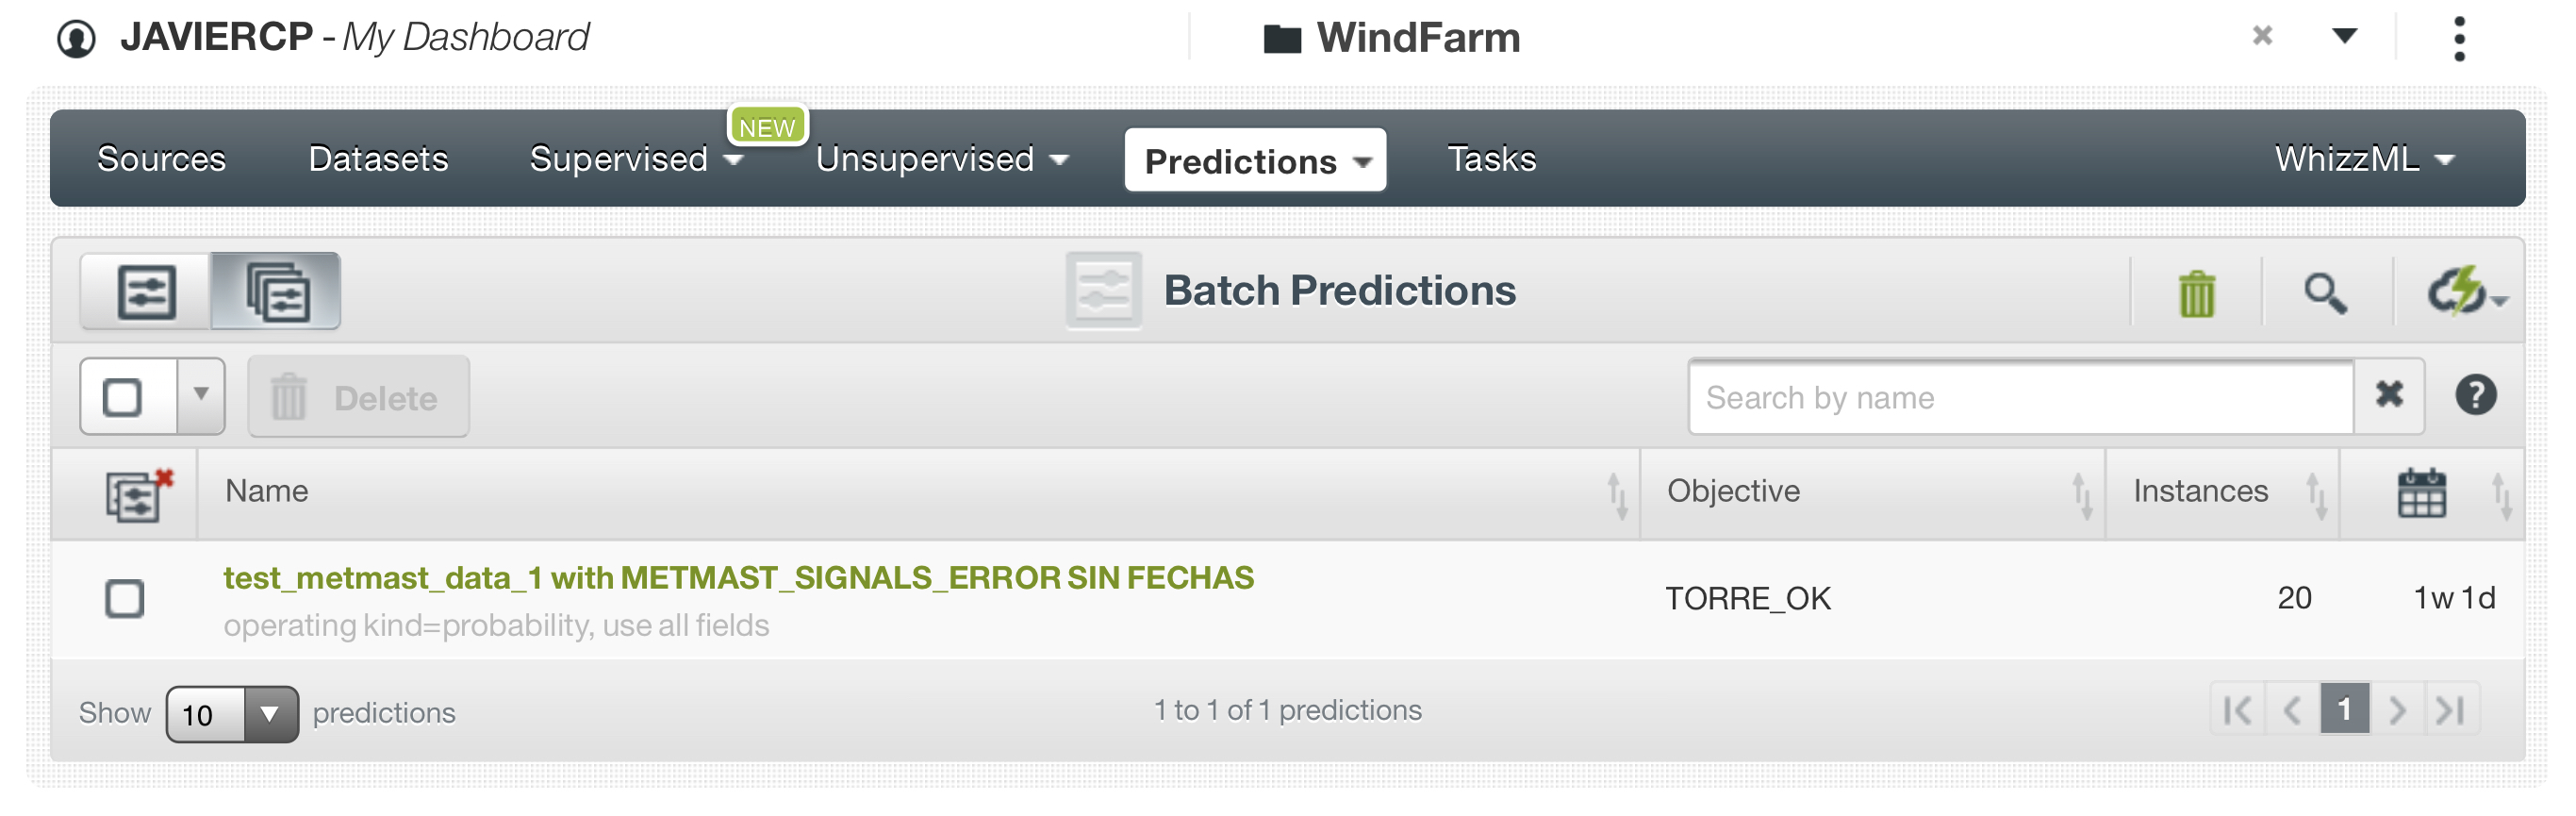 JAVIERCP - My Dashboard
WindFarm
Sources Datasets Supervised NEW Unsupervised Predictions Tasks WhizzML
Batch Predictions
Delete
Search by name
Name Objective Instances
test_metmast_data_1 with METMAST_SIGNALS_ERROR SIN FECHAS
operating kind=probability, use all fields
TORRE_OK 20 1w 1d
Show 10 predictions
1 to 1 of 1 predictions
1